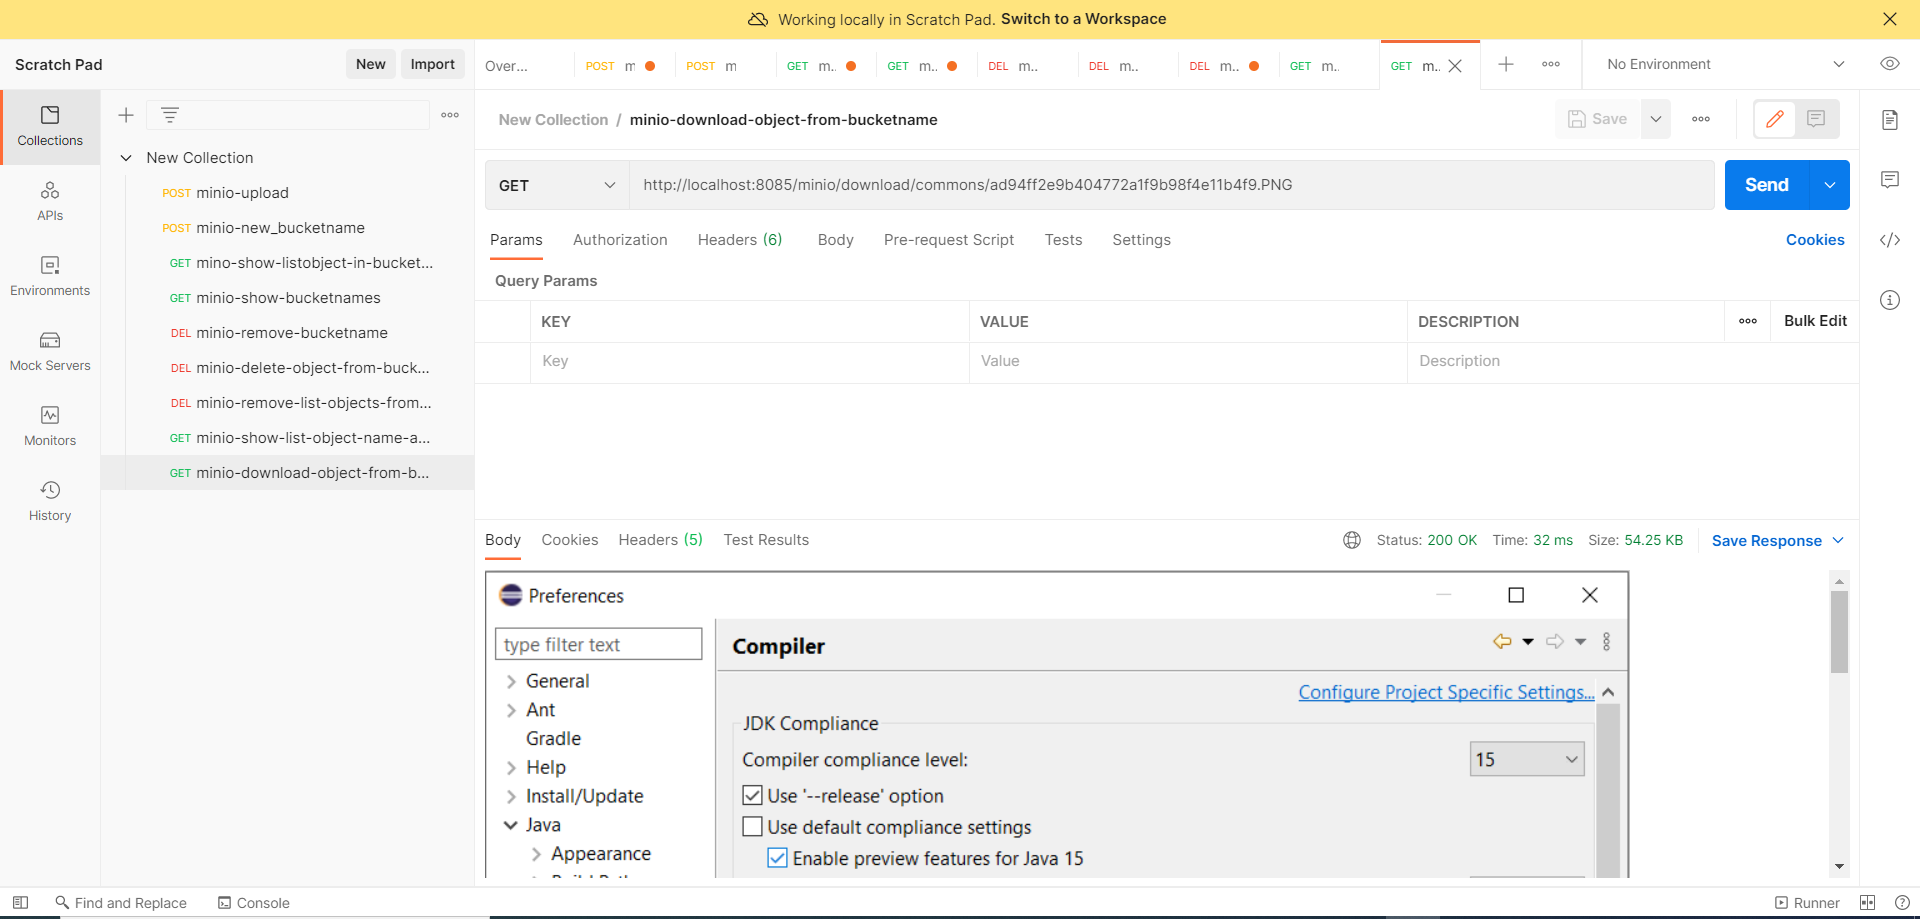 Working locally in Scratch Pad. Switch to a Workspace
Scratch Pad
New
Import
Over...
POST m
POST m
GET m..
GET m..
DEL m..
DEL m..
DEL m..
GET m..
GET m..
No Environment
Collections
APIs
Environments
Mock Servers
Monitors
History
New Collection
POST minio-upload
POST minio-new_bucketname
GET mino-show-listobject-in-bucket...
GET minio-show-bucketnames
DEL minio-remove-bucketname
DEL minio-delete-object-from-buck...
DEL minio-remove-list-objects-from...
GET minio-show-list-object-name-a...
GET minio-download-object-from-b...
New Collection / minio-download-object-from-bucketname
Save
GET
http://localhost:8085/minio/download/commons/ad94ff2e9b404772a1f9b98f4e11b4f9.PNG
Send
Params Authorization Headers (6) Body Pre-request Script Tests Settings
Cookies
Query Params
KEY VALUE DESCRIPTION Bulk Edit
Key Value Description
Body Cookies Headers (5) Test Results
Status: 200 OK Time: 32 ms Size: 54.25 KB Save Response
Preferences
type filter text
General
Ant
Gradle
Help
Install/Update
Java
Appearance
Compiler
Configure Project Specific Settings...
JDK Compliance
Compiler compliance level: 15
Use '--release' option
Use default compliance settings
Enable preview features for Java 15
Find and Replace
Console
Runner